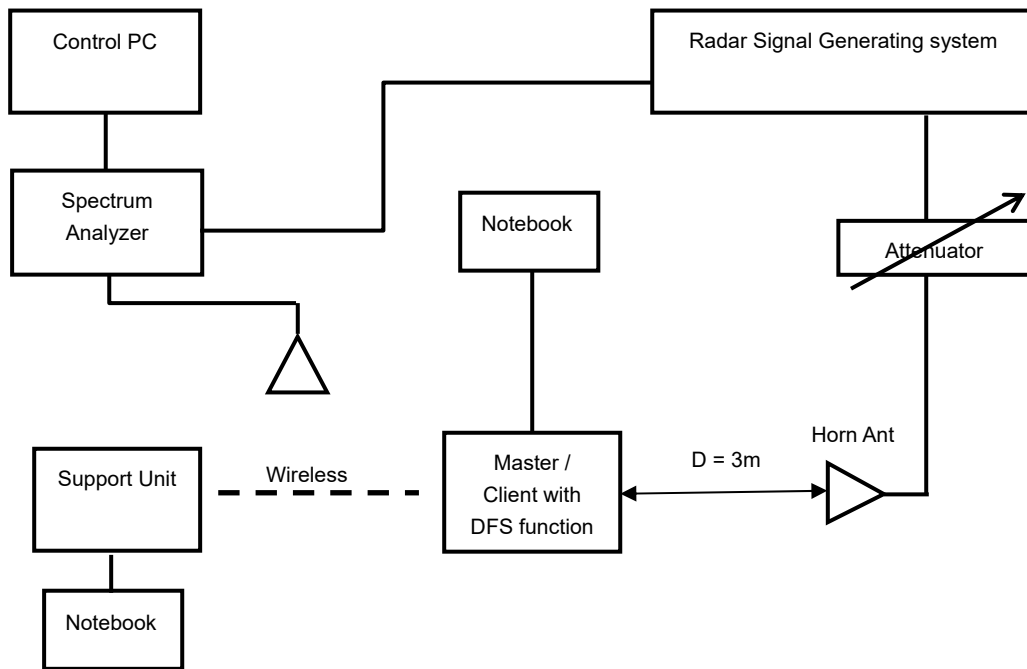 Control PC
Radar Signal Generating system
Spectrum
Analyzer
Notebook
Attenuator
Horn Ant
D = 3m
Support Unit
Wireless
Master /
Client with
DFS function
Notebook